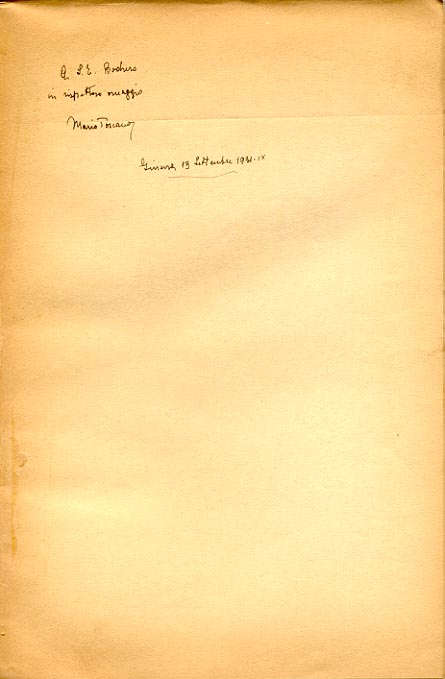 A S. E. Bodrero
in rispettoso omaggio
Mario Toscano
Ginevra, 13 Settembre 1931-IX